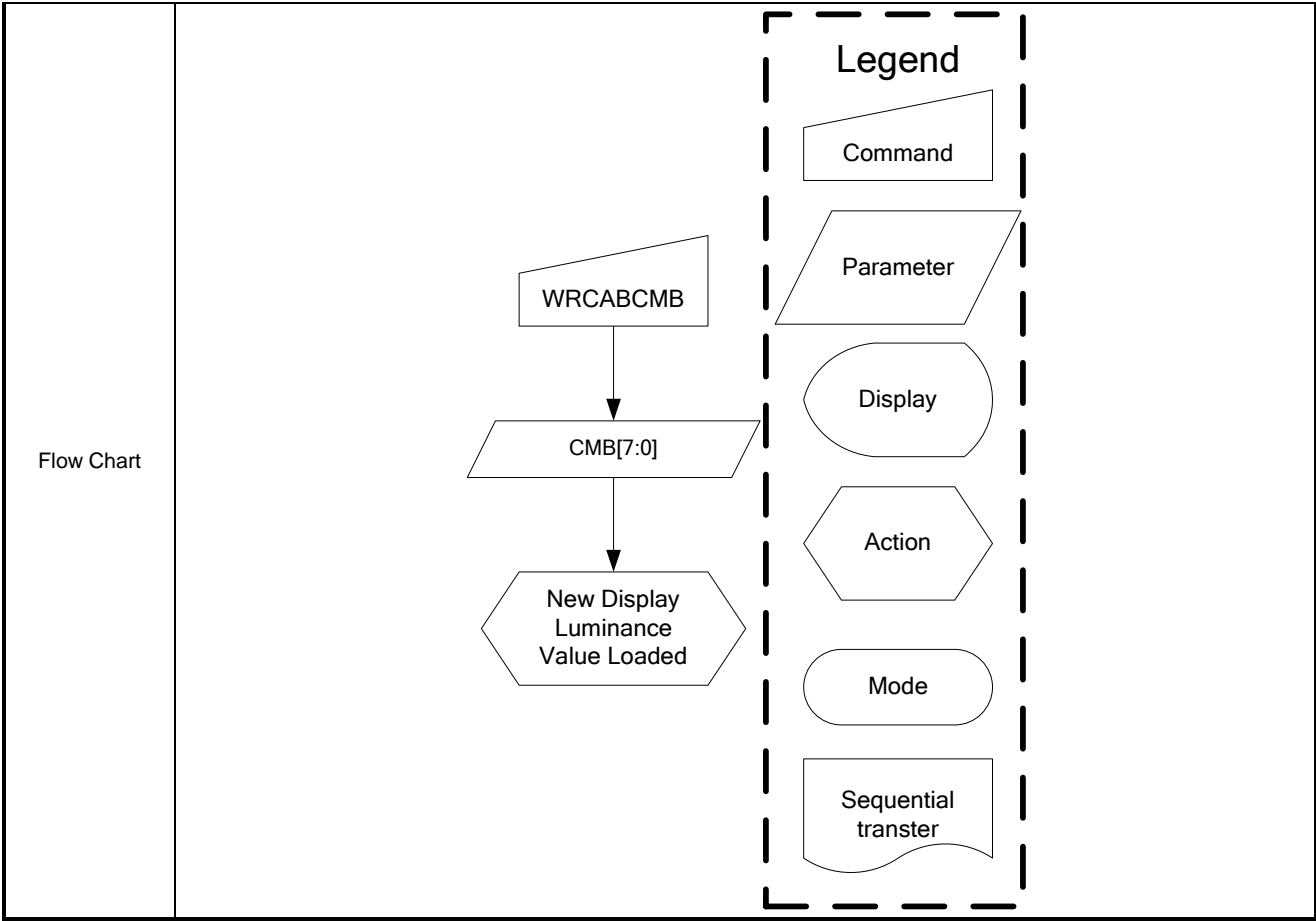 Flow Chart
WRCABCMB
CMB[7:0]
New Display
Luminance
Value Loaded
Legend
Command
Parameter
Display
Action
Mode
Sequential
transter